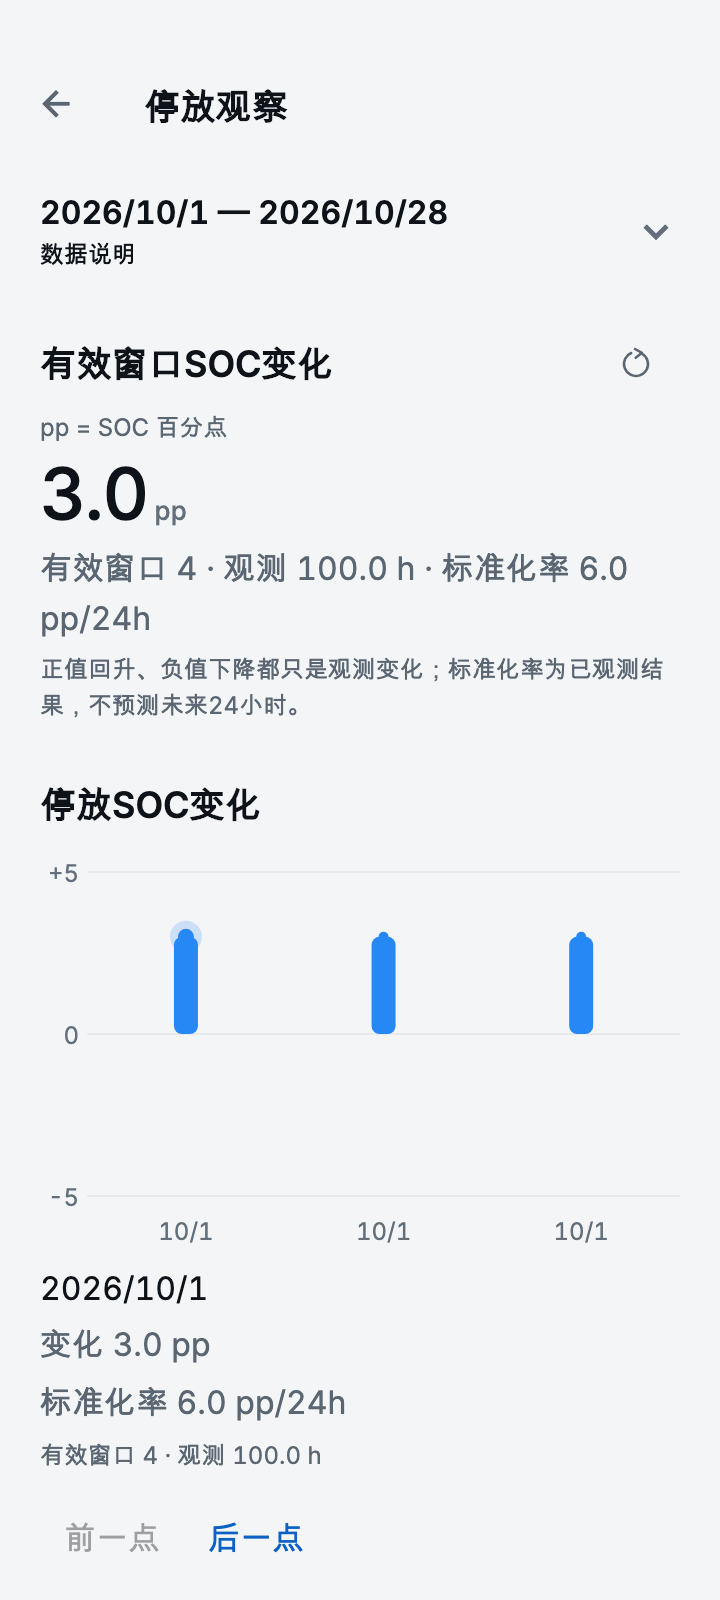 停放观察
2026/10/1 — 2026/10/28
数据说明
有效窗口SOC变化
pp = SOC 百分点
3.0 pp
有效窗口 4 · 观测 100.0 h · 标准化率 6.0
pp/24h
正值回升、负值下降都只是观测变化；标准化率为已观测结
果，不预测未来24小时。
停放SOC变化
+5
0
-5
10/1 10/1 10/1
2026/10/1
变化 3.0 pp
标准化率 6.0 pp/24h
有效窗口 4 · 观测 100.0 h
前一点 后一点